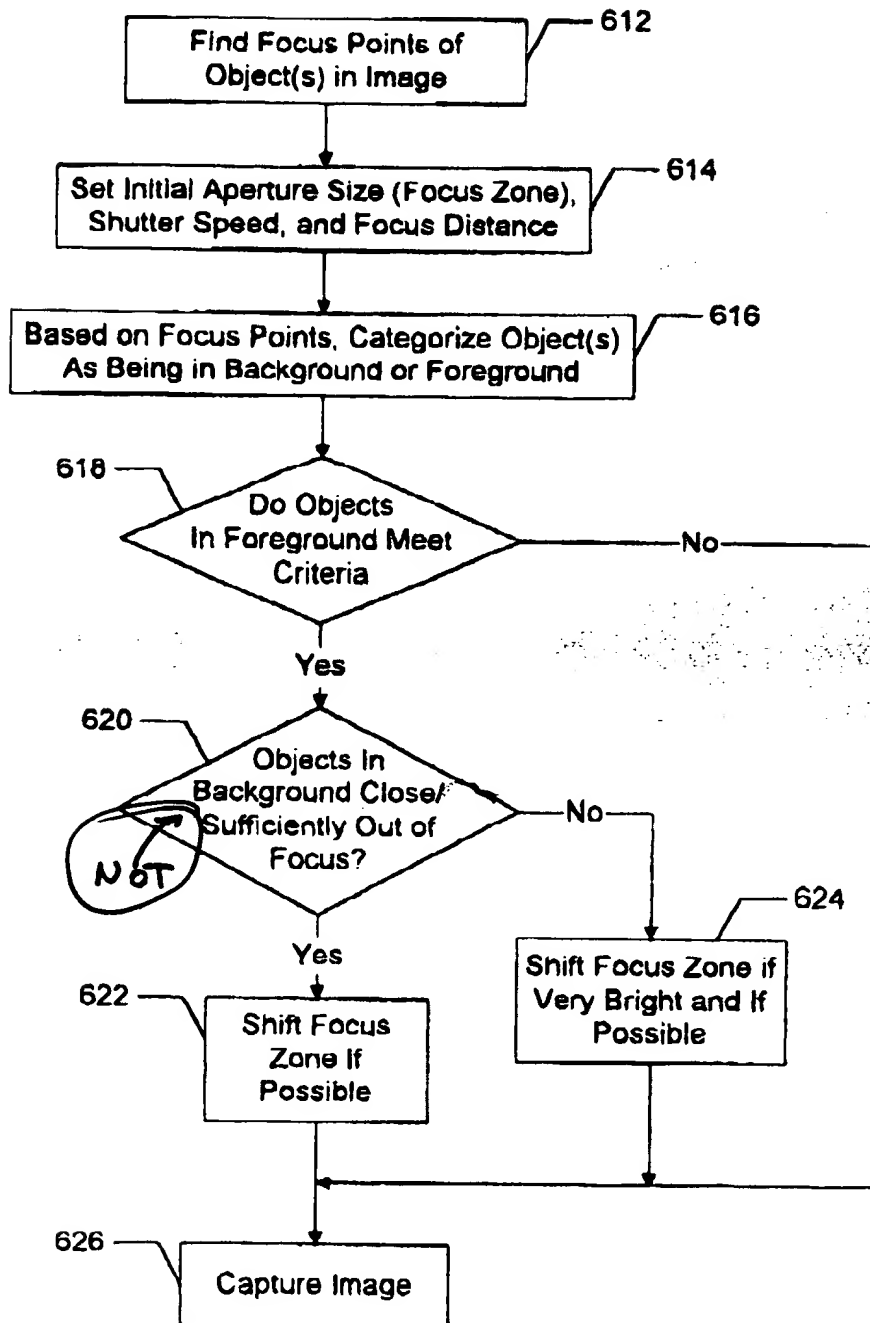 612
Find Focus Points of
Object(s) in Image
614
Set Initial Aperture Size (Focus Zone),
Shutter Speed, and Focus Distance
616
Based on Focus Points, Categorize Object(s)
As Being in Background or Foreground
618
Do Objects
In Foreground Meet
Criteria
No
Yes
620
Objects In
Background Close/
Sufficiently Out of
Focus?
NOT
No
Yes
624
Shift Focus Zone if
Very Bright and If
Possible
622
Shift Focus
Zone If
Possible
626
Capture Image